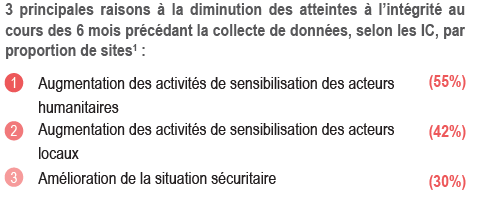 3 principales raisons à la diminution des atteintes à l'intégrité au
cours des 6 mois précédant la collecte de données, selon les IC, par
proportion de sites¹ :
1 Augmentation des activités de sensibilisation des acteurs (55%)
humanitaires
2 Augmentation des activités de sensibilisation des acteurs (42%)
locaux
3 Amélioration de la situation sécuritaire (30%)